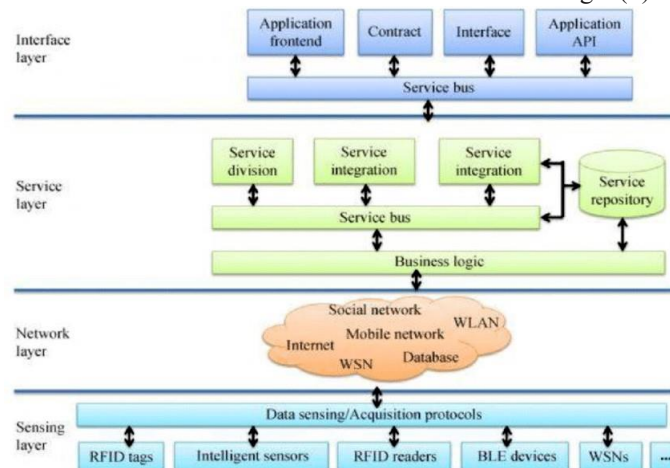 Interface
layer
Application
frontend
Contract
Interface
Application
API
Service bus
Service
layer
Service
division
Service
integration
Service
integration
Service
repository
Service bus
Business logic
Network
layer
Social network
WLAN
Internet
Mobile network
WSN
Database
Sensing
layer
Data sensing/Acquisition protocols
RFID tags
Intelligent sensors
RFID readers
BLE devices
WSNs
...